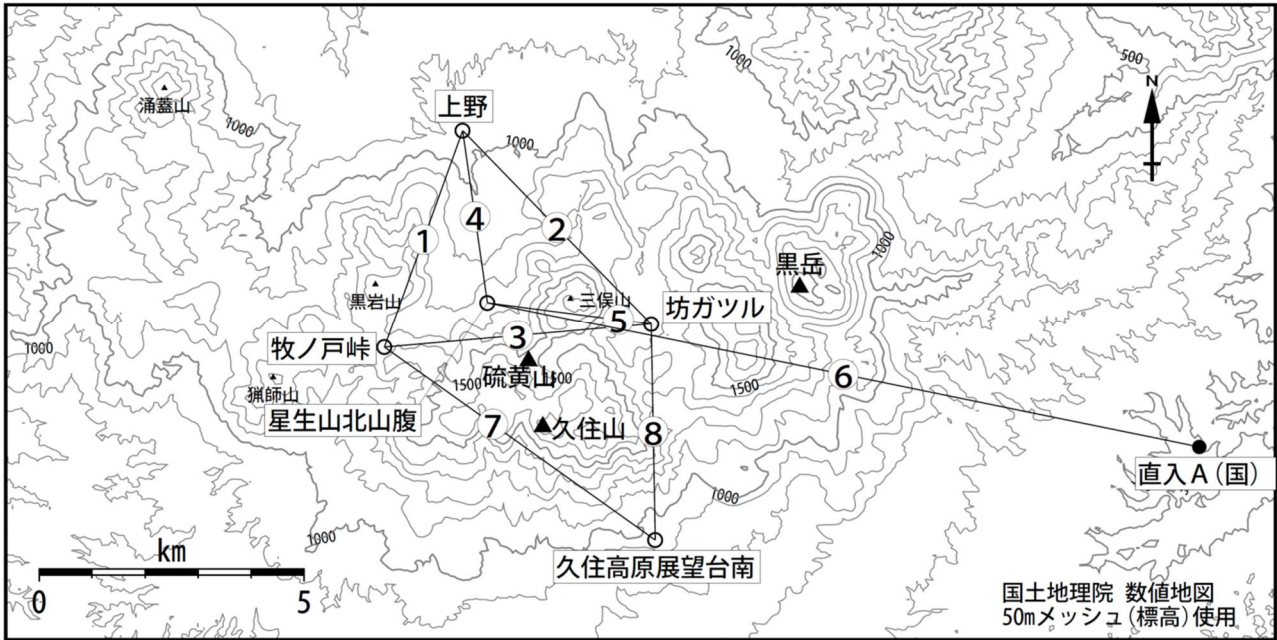 500
N
1000
涌蓋山
上野
1000
1000
4
2
1
1000
黒岳
黒岩山
三俣山
坊ガツル
5
3
牧ノ戸峠
1000
6
硫黄山
1500
1500
1500
猟師山
星生山北山腹
7
久住山
8
直入A(国)
1000
1000
km
久住高原展望台南
0
5
国土地理院 数値地図
50mメッシュ(標高)使用